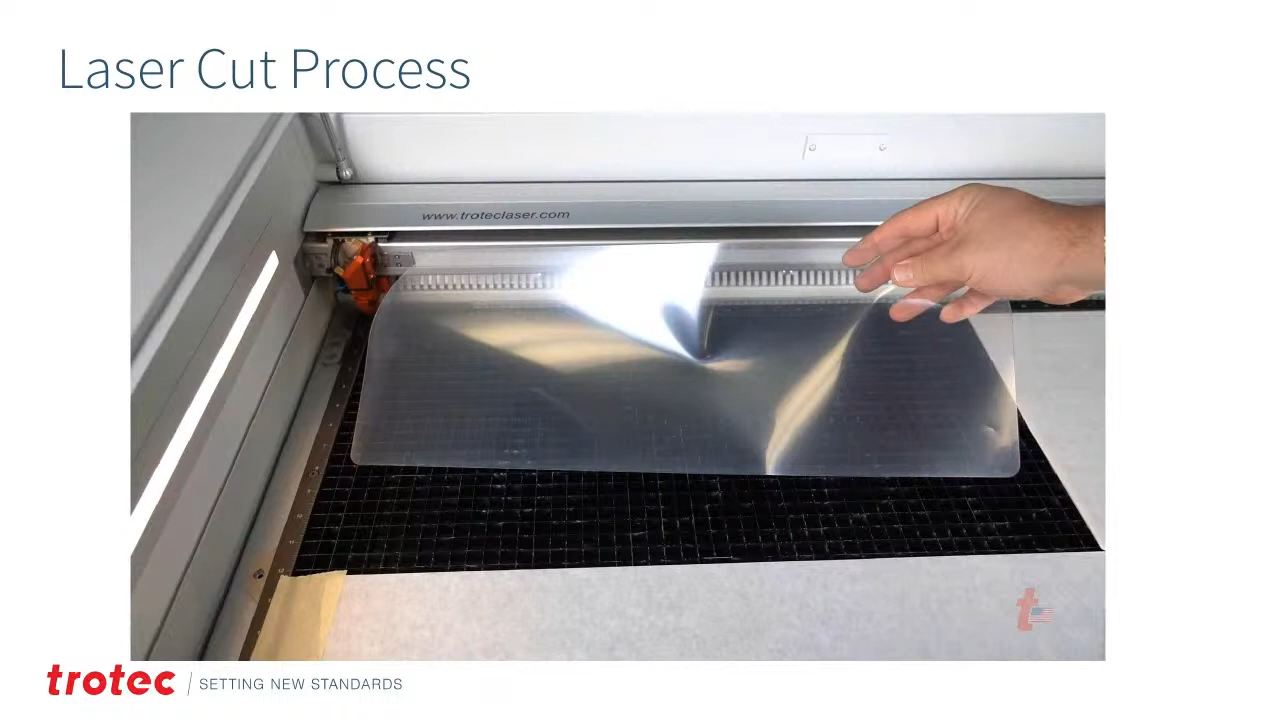 Laser Cut Process
www.troteclaser.com
t
trotec
SETTING NEW STANDARDS